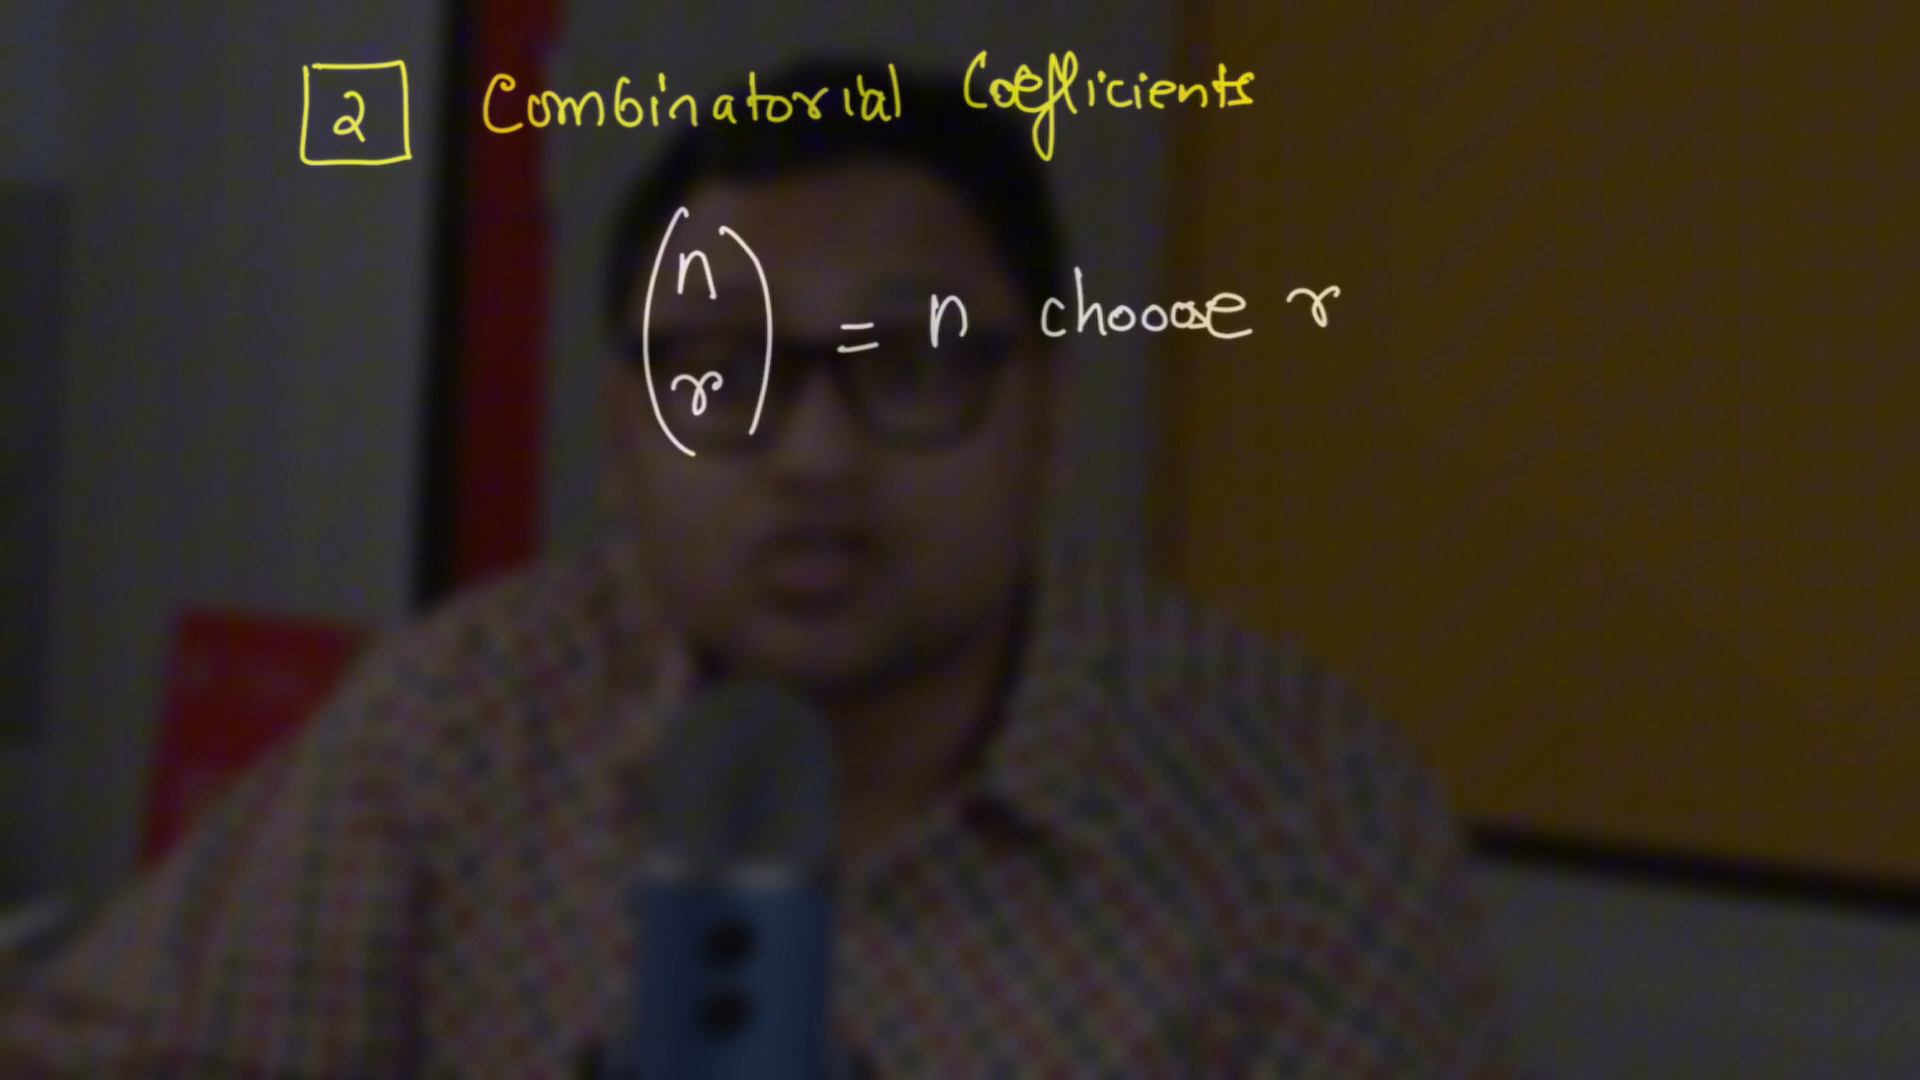 2 Combinatorial Coefficients
(n r) = n choose r